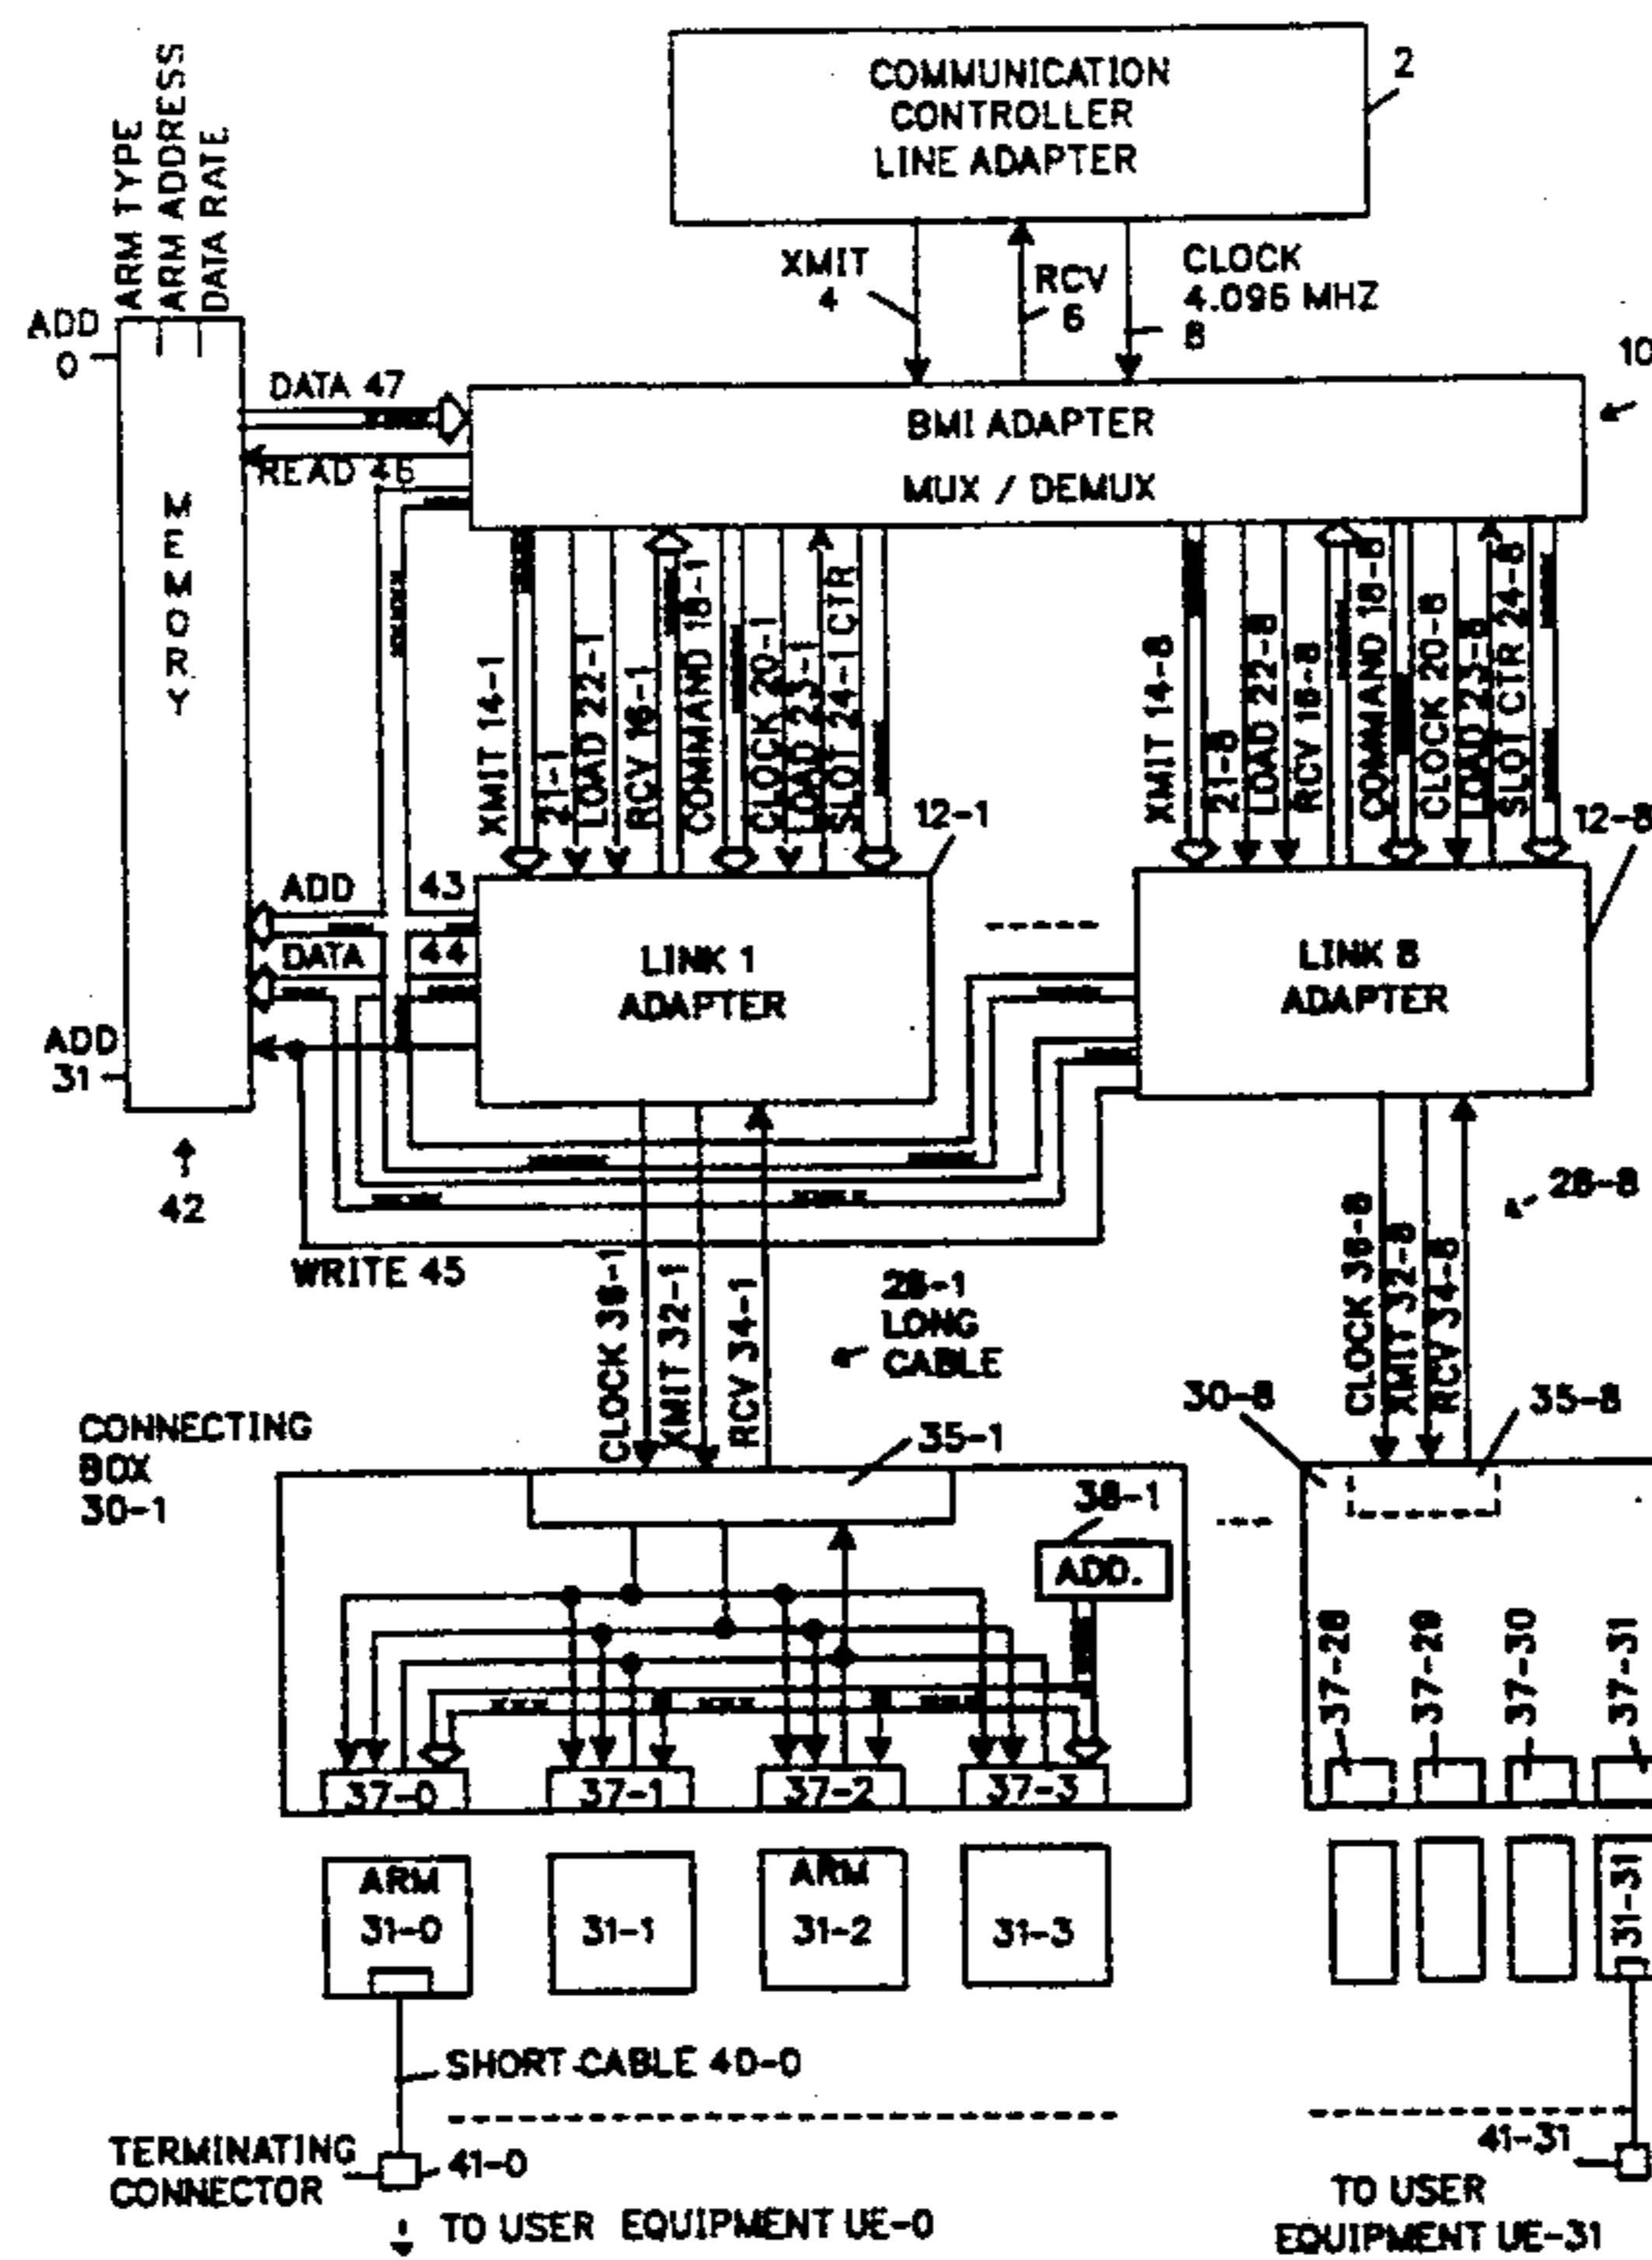 COMMUNICATION
CONTROLLER
LINE ADAPTER
2
ARM TYPE
ARM ADDRESS
DATA RATE
XMIT
4
RCV
6
CLOCK
4.096 MHZ
8
ADD
0
10
DATA 47
READ 46
BMI ADAPTER
MUX / DEMUX
MEMORY
XMIT 14-1
21-1
LOAD 22-1
RCV 16-1
COMMAND 18-1
CLOCK 20-1
LOAD 23-1
SLOT 24-1 CTR
XMIT 14-8
21-8
LOAD 22-8
RCV 16-8
COMMAND 18-8
CLOCK 20-8
LOAD 23-8
SLOT CTR 24-8
12-1
12-8
ADD 43
DATA 44
LINK 1
ADAPTER
LINK 8
ADAPTER
ADD
31
42
WRITE 45
CLOCK 36-1
XMIT 32-1
RCV 34-1
28-1
LONG
CABLE
CLOCK 36-8
XMIT 32-8
RCV 34-8
28-8
CONNECTING
BOX
30-1
35-1
38-1
ADD.
30-8
35-8
37-0
37-1
37-2
37-3
37-28
37-29
37-30
37-31
ARM
31-0
31-1
ARM
31-2
31-3
31-31
SHORT CABLE 40-0
TERMINATING
CONNECTOR
41-0
TO USER EQUIPMENT UE-0
41-31
TO USER
EQUIPMENT UE-31